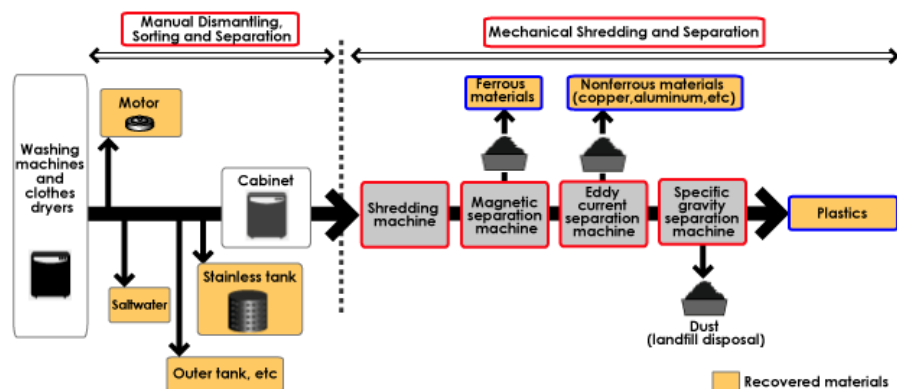 Manual Dismantling,
Sorting and Separation
Mechanical Shredding and Separation
Washing
machines
and
clothes
dryers
Motor
Saltwater
Outer tank, etc
Stainless tank
Cabinet
Shredding
machine
Ferrous
materials
Magnetic
separation
machine
Nonferrous materials
(copper,aluminum,etc)
Eddy
current
separation
machine
Specific
gravity
separation
machine
Dust
(landfill disposal)
Plastics
Recovered materials